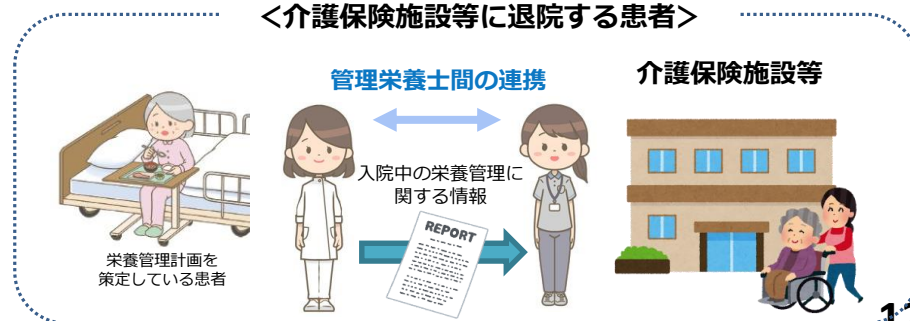 ＜介護保険施設等に退院する患者＞
管理栄養士間の連携
介護保険施設等
入院中の栄養管理に
関する情報
REPORT
栄養管理計画を
策定している患者